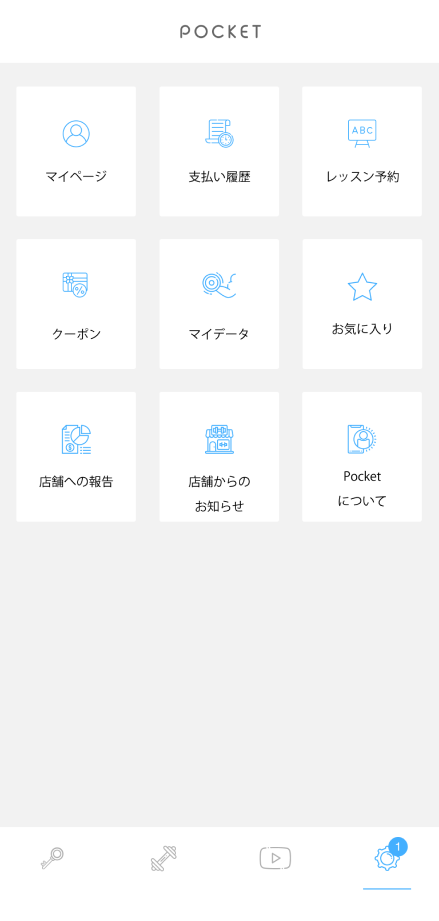 POCKET
マイページ
支払い履歴
ABC
レッスン予約
クーポン
%
マイデータ
お気に入り
$
店舗への報告
店舗からの
お知らせ
Pocket
について
1